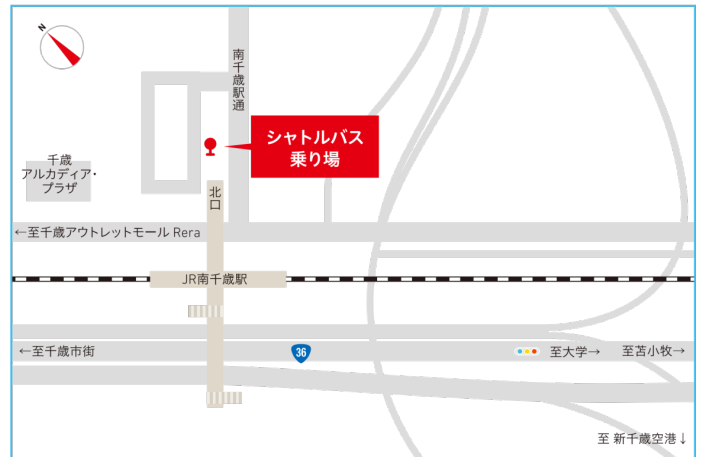 N
南千歳駅通
シャトルバス
乗り場
千歳
アルカディア・
プラザ
北口
←至千歳アウトレットモール Rera
JR南千歳駅
←至千歳市街
36
至大学→
至苫小牧→
至 新千歳空港↓